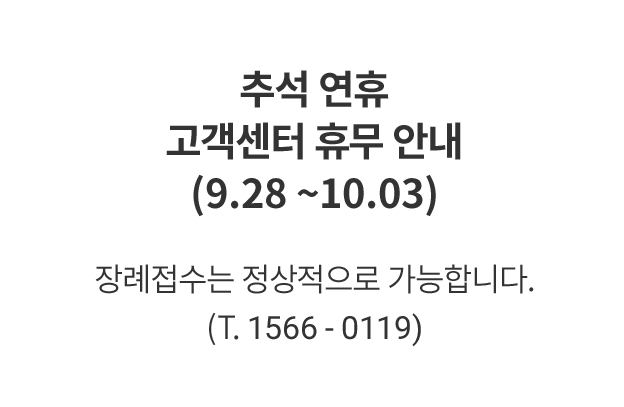 추석 연휴
고객센터 휴무 안내
(9.28 ~10.03)
장례접수는 정상적으로 가능합니다.
(T. 1566 - 0119)